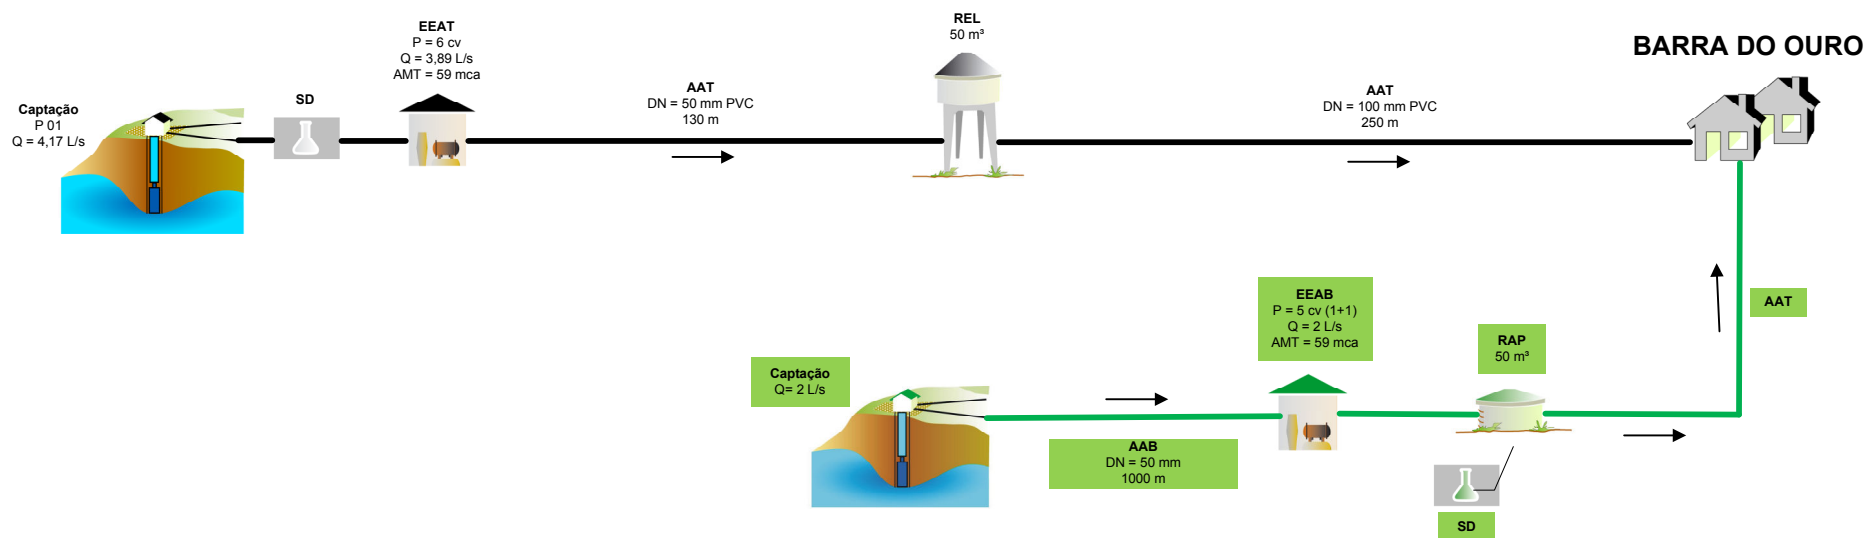 Captação
P 01
Q = 4,17 L/s
SD
EEAT
P = 6 cv
Q = 3,89 L/s
AMT = 59 mca
AAT
DN = 50 mm PVC
130 m
REL
50 m³
AAT
DN = 100 mm PVC
250 m
BARRA DO OURO
Captação
Q= 2 L/s
AAB
DN = 50 mm
1000 m
EEAB
P = 5 cv (1+1)
Q = 2 L/s
AMT = 59 mca
RAP
50 m³
SD
AAT